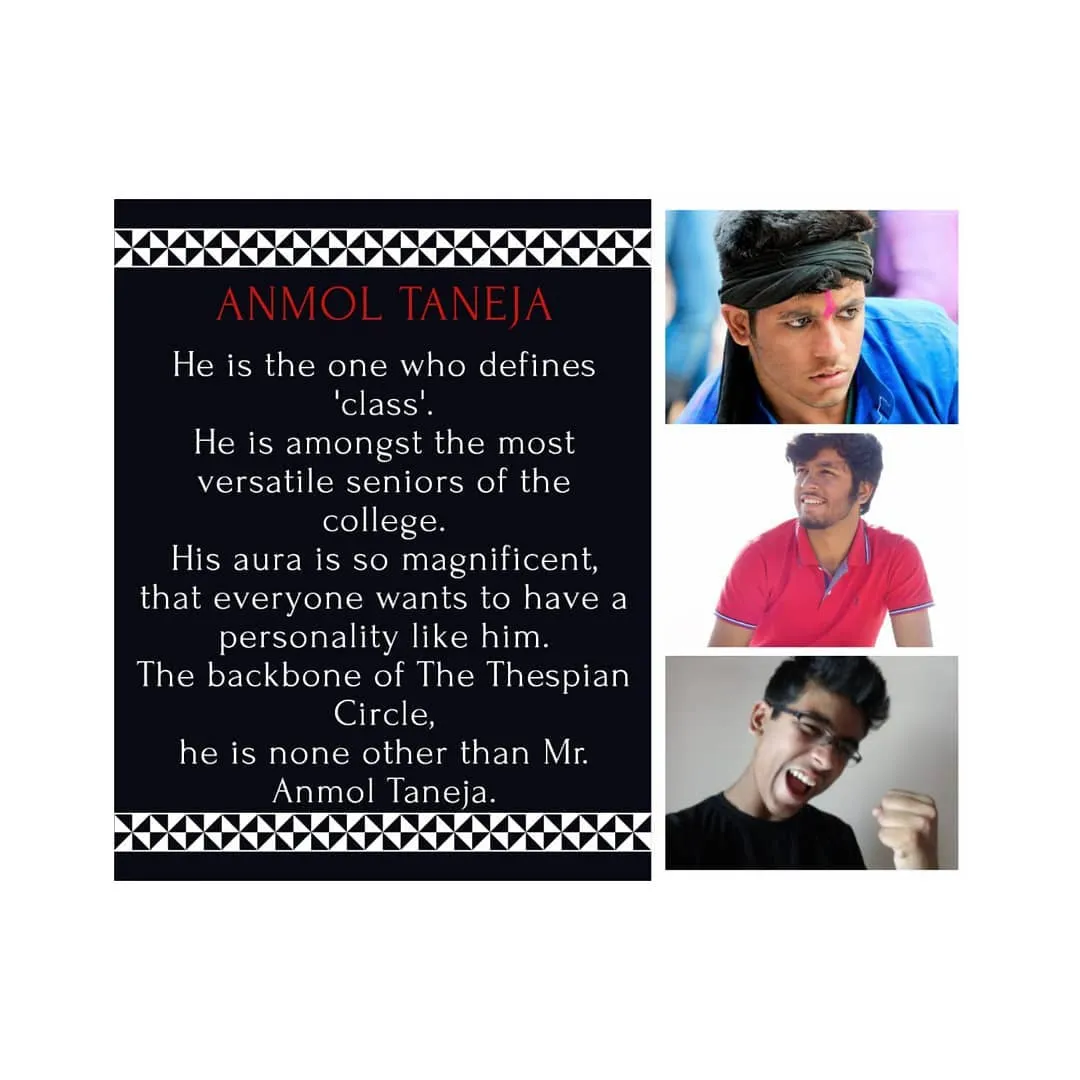 ANMOL TANEJA
He is the one who defines
'class'.
He is amongst the most
versatile seniors of the
college.
His aura is so magnificent,
that everyone wants to have a
personality like him.
The backbone of The Thespian
Circle,
he is none other than Mr.
Anmol Taneja.